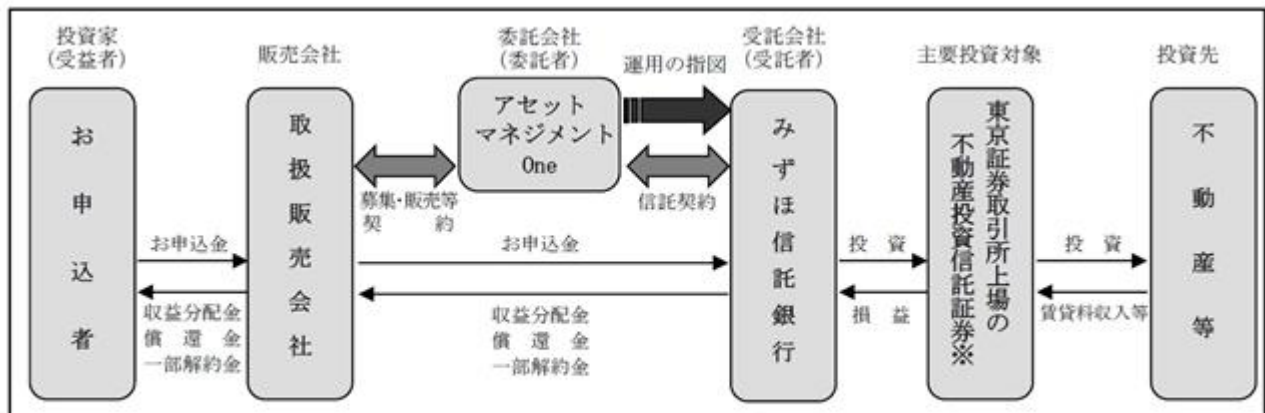 投資家
(受益者)
販売会社
委託会社
(委託者)
運用の指図
受託会社
(受託者)
主要投資対象
投資先
お申込者
取扱販売会社
アセット
マネジメント
One
みずほ信託銀行
東京証券取引所上場の
不動産投資信託証券※
不動産等
募集・販売等
契 約
信託契約
お申込金
収益分配金
償 還 金
一部解約金
お申込金
収益分配金
償 還 金
一部解約金
投 資
損 益
投 資
賃貸料収入等